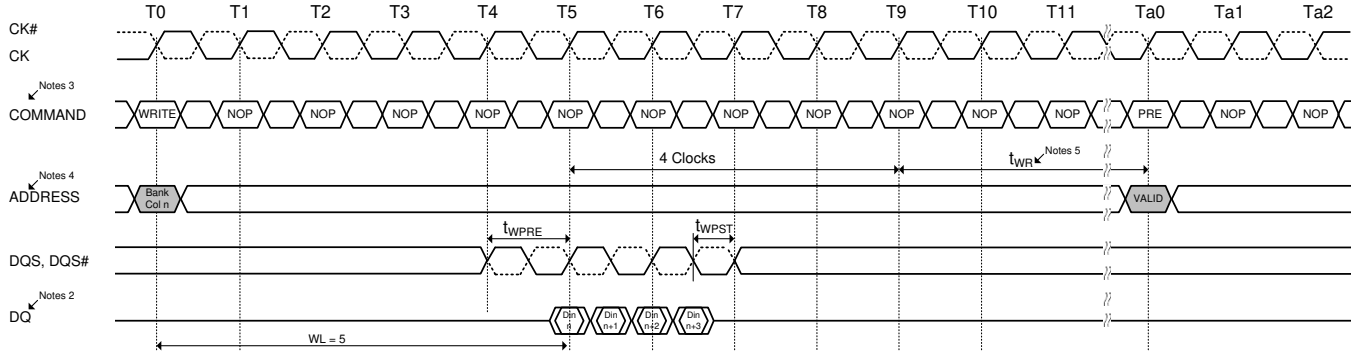 T0 T1 T2 T3 T4 T5 T6 T7 T8 T9 T10 T11 Ta0 Ta1 Ta2
CK#
CK
Notes 3
COMMAND WRITE NOP NOP NOP NOP NOP NOP NOP NOP NOP NOP NOP PRE NOP NOP
4 Clocks tWR Notes 5
Notes 4
ADDRESS Bank Col n VALID
tWPRE tWPST
DQS, DQS#
Notes 2
DQ Din n Din n+1 Din n+2 Din n+3
WL = 5